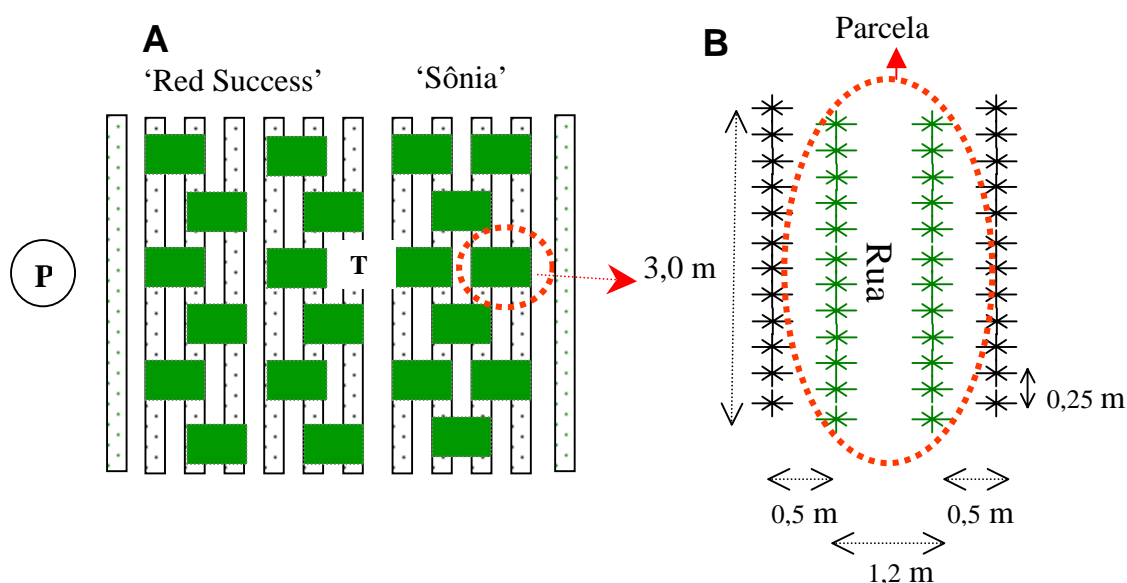 A
'Red Success'
'Sônia'
P
T
B
Parcela
3,0 m
Rua
0,25 m
0,5 m
0,5 m
1,2 m